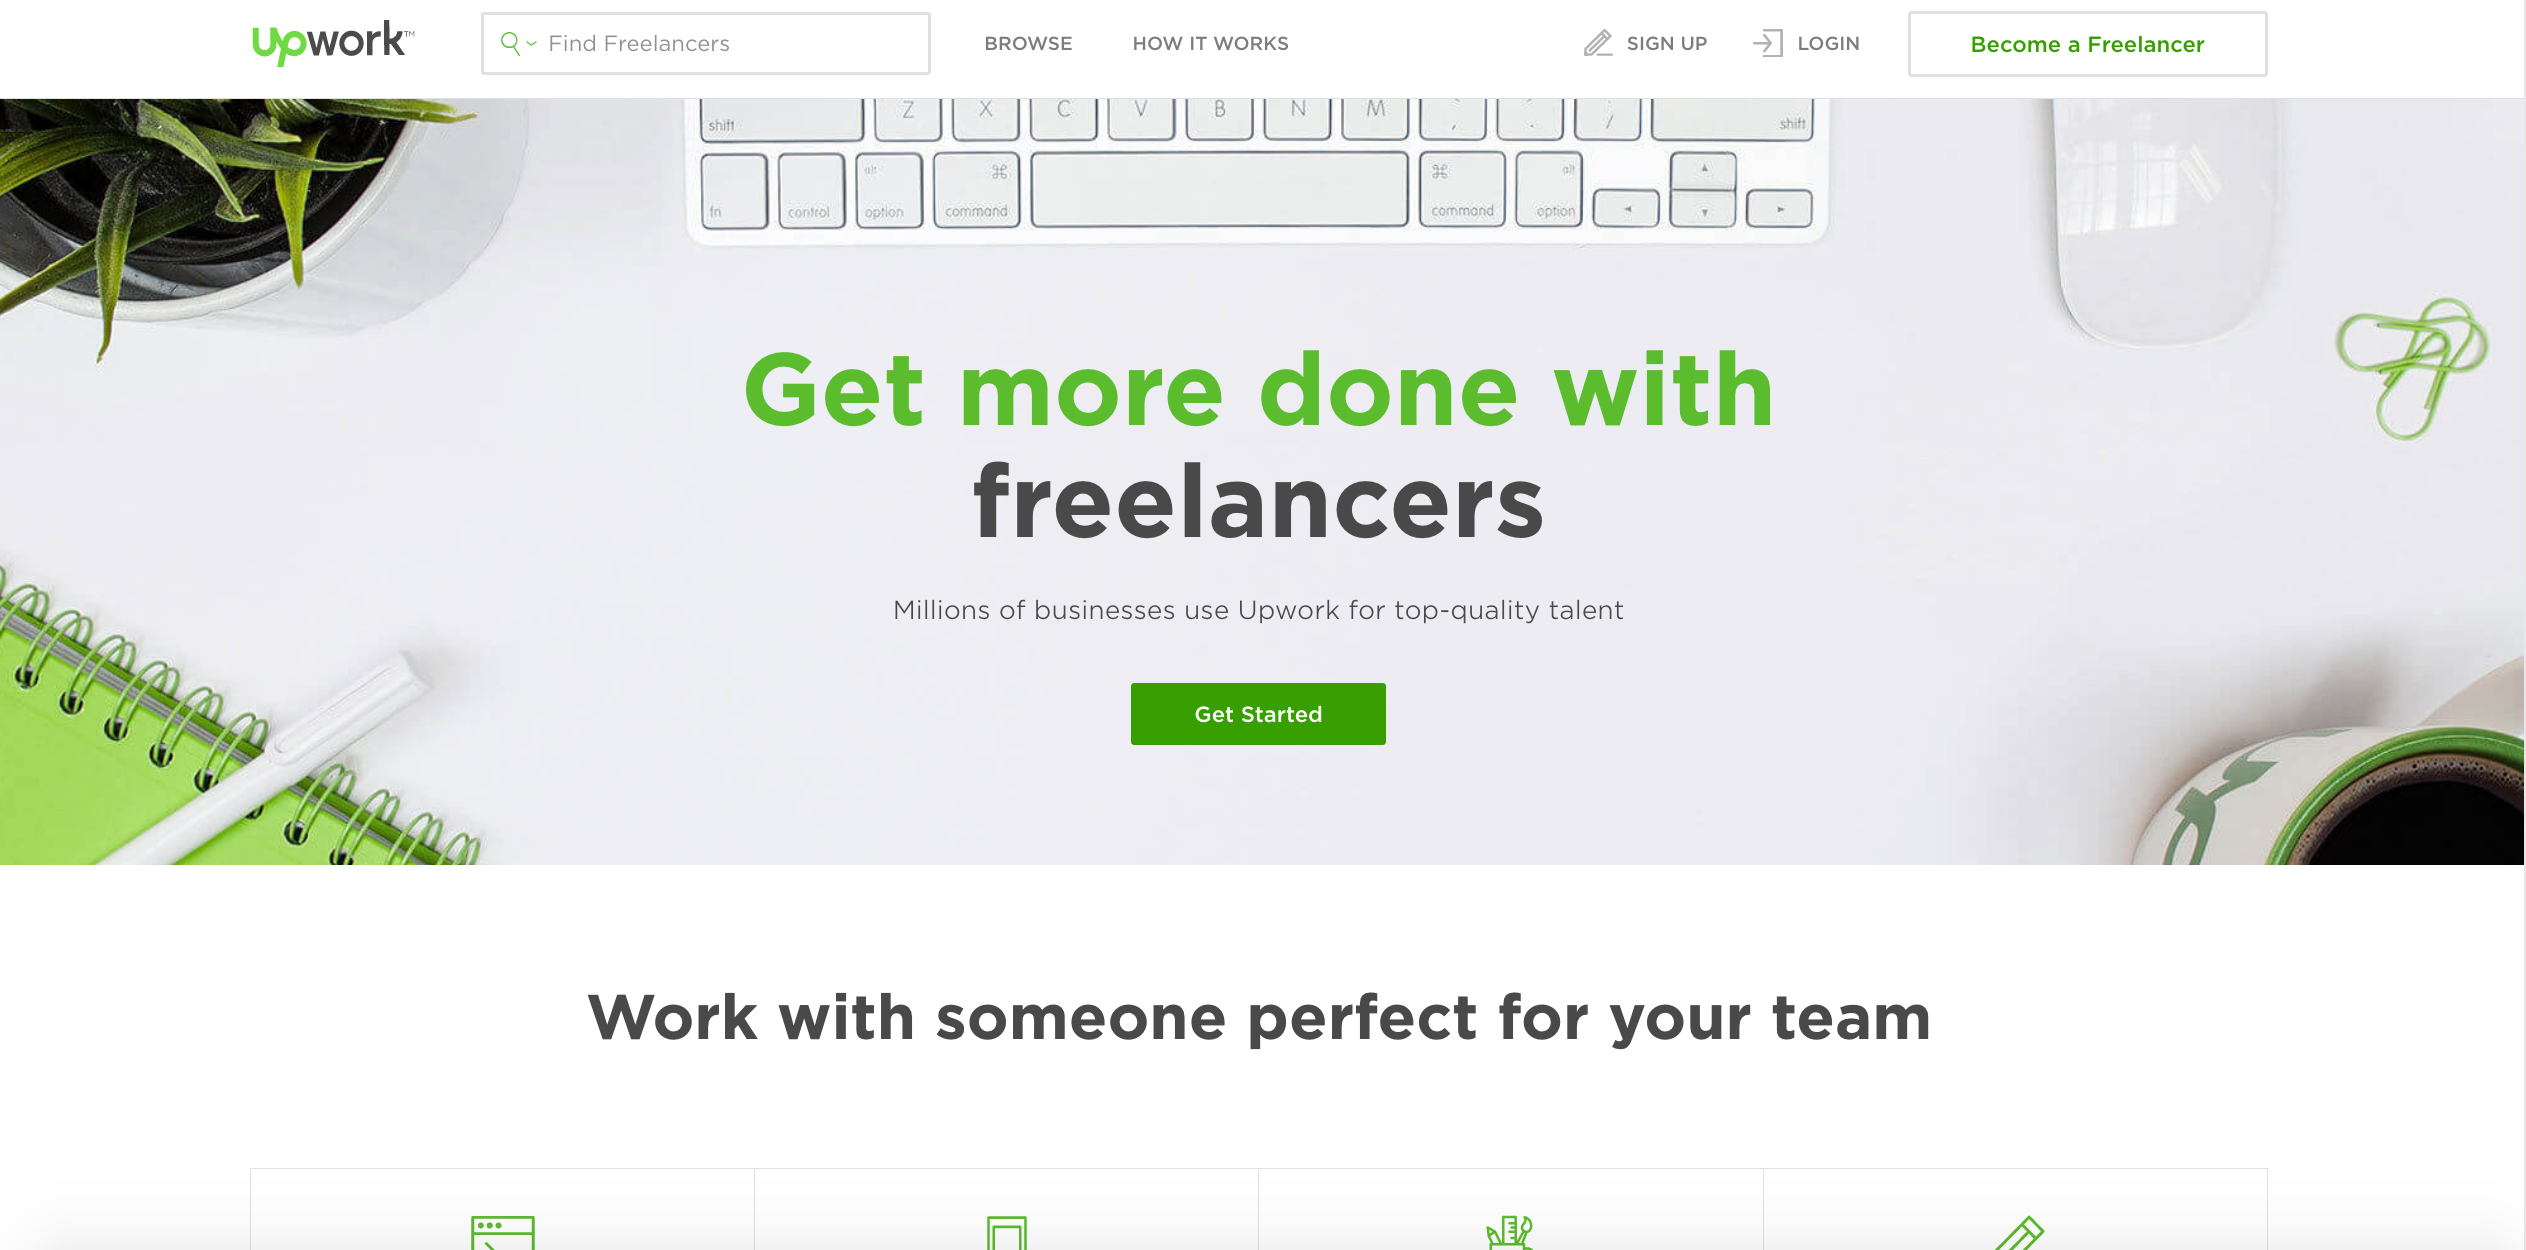 Upwork™
Find Freelancers
BROWSE
HOW IT WORKS
SIGN UP
LOGIN
Become a Freelancer
shift Z X C V B N M , . / shift
fn control alt option ⌘ command ⌘ command alt option
Get more done with
freelancers
Millions of businesses use Upwork for top-quality talent
Get Started
Work with someone perfect for your team